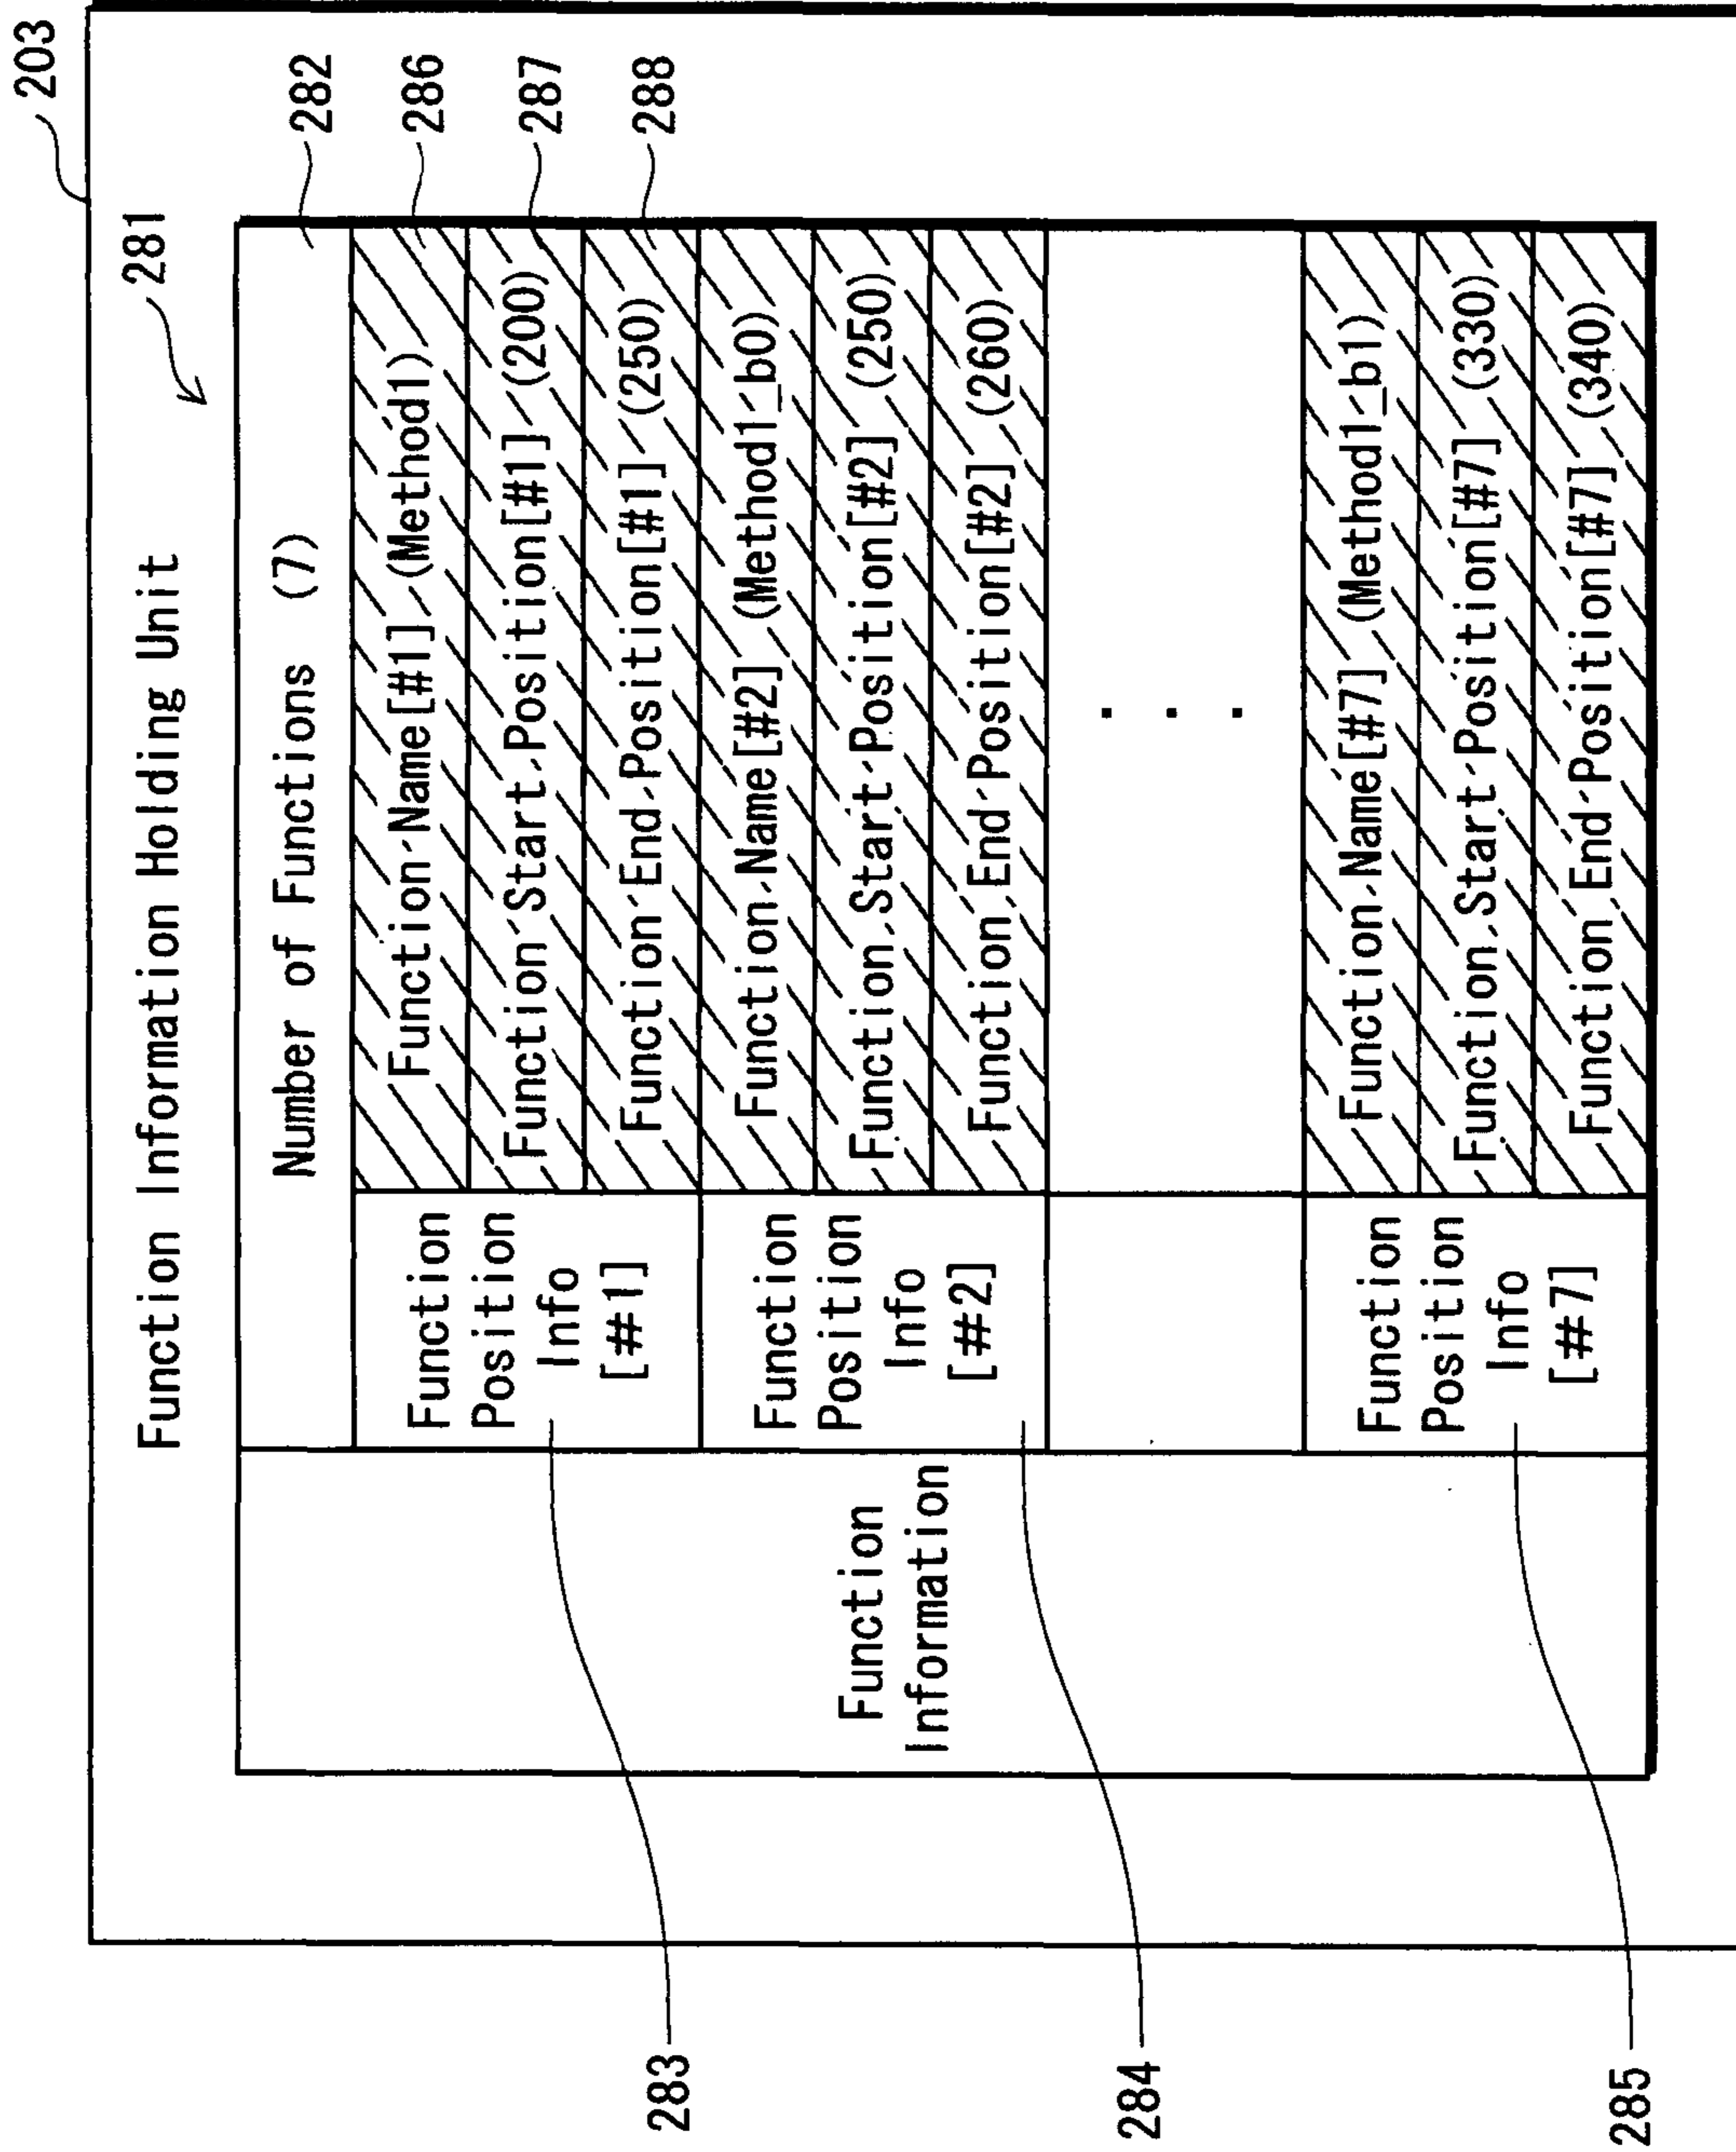 203
Function Information Holding Unit
281
Number of Functions (7)
282
Function Information
Function Position Info [#1]
Function Name[#1] (Method1)
286
Function Start Position[#1] (200)
287
Function End Position[#1] (250)
288
Function Position Info [#2]
Function Name[#2] (Method1_b0)
Function Start Position[#2] (250)
Function End Position[#2] (260)
. . .
Function Position Info [#7]
Function Name[#7] (Method1_b1)
Function Start Position[#7] (330)
Function End Position[#7] (340)
283
284
285